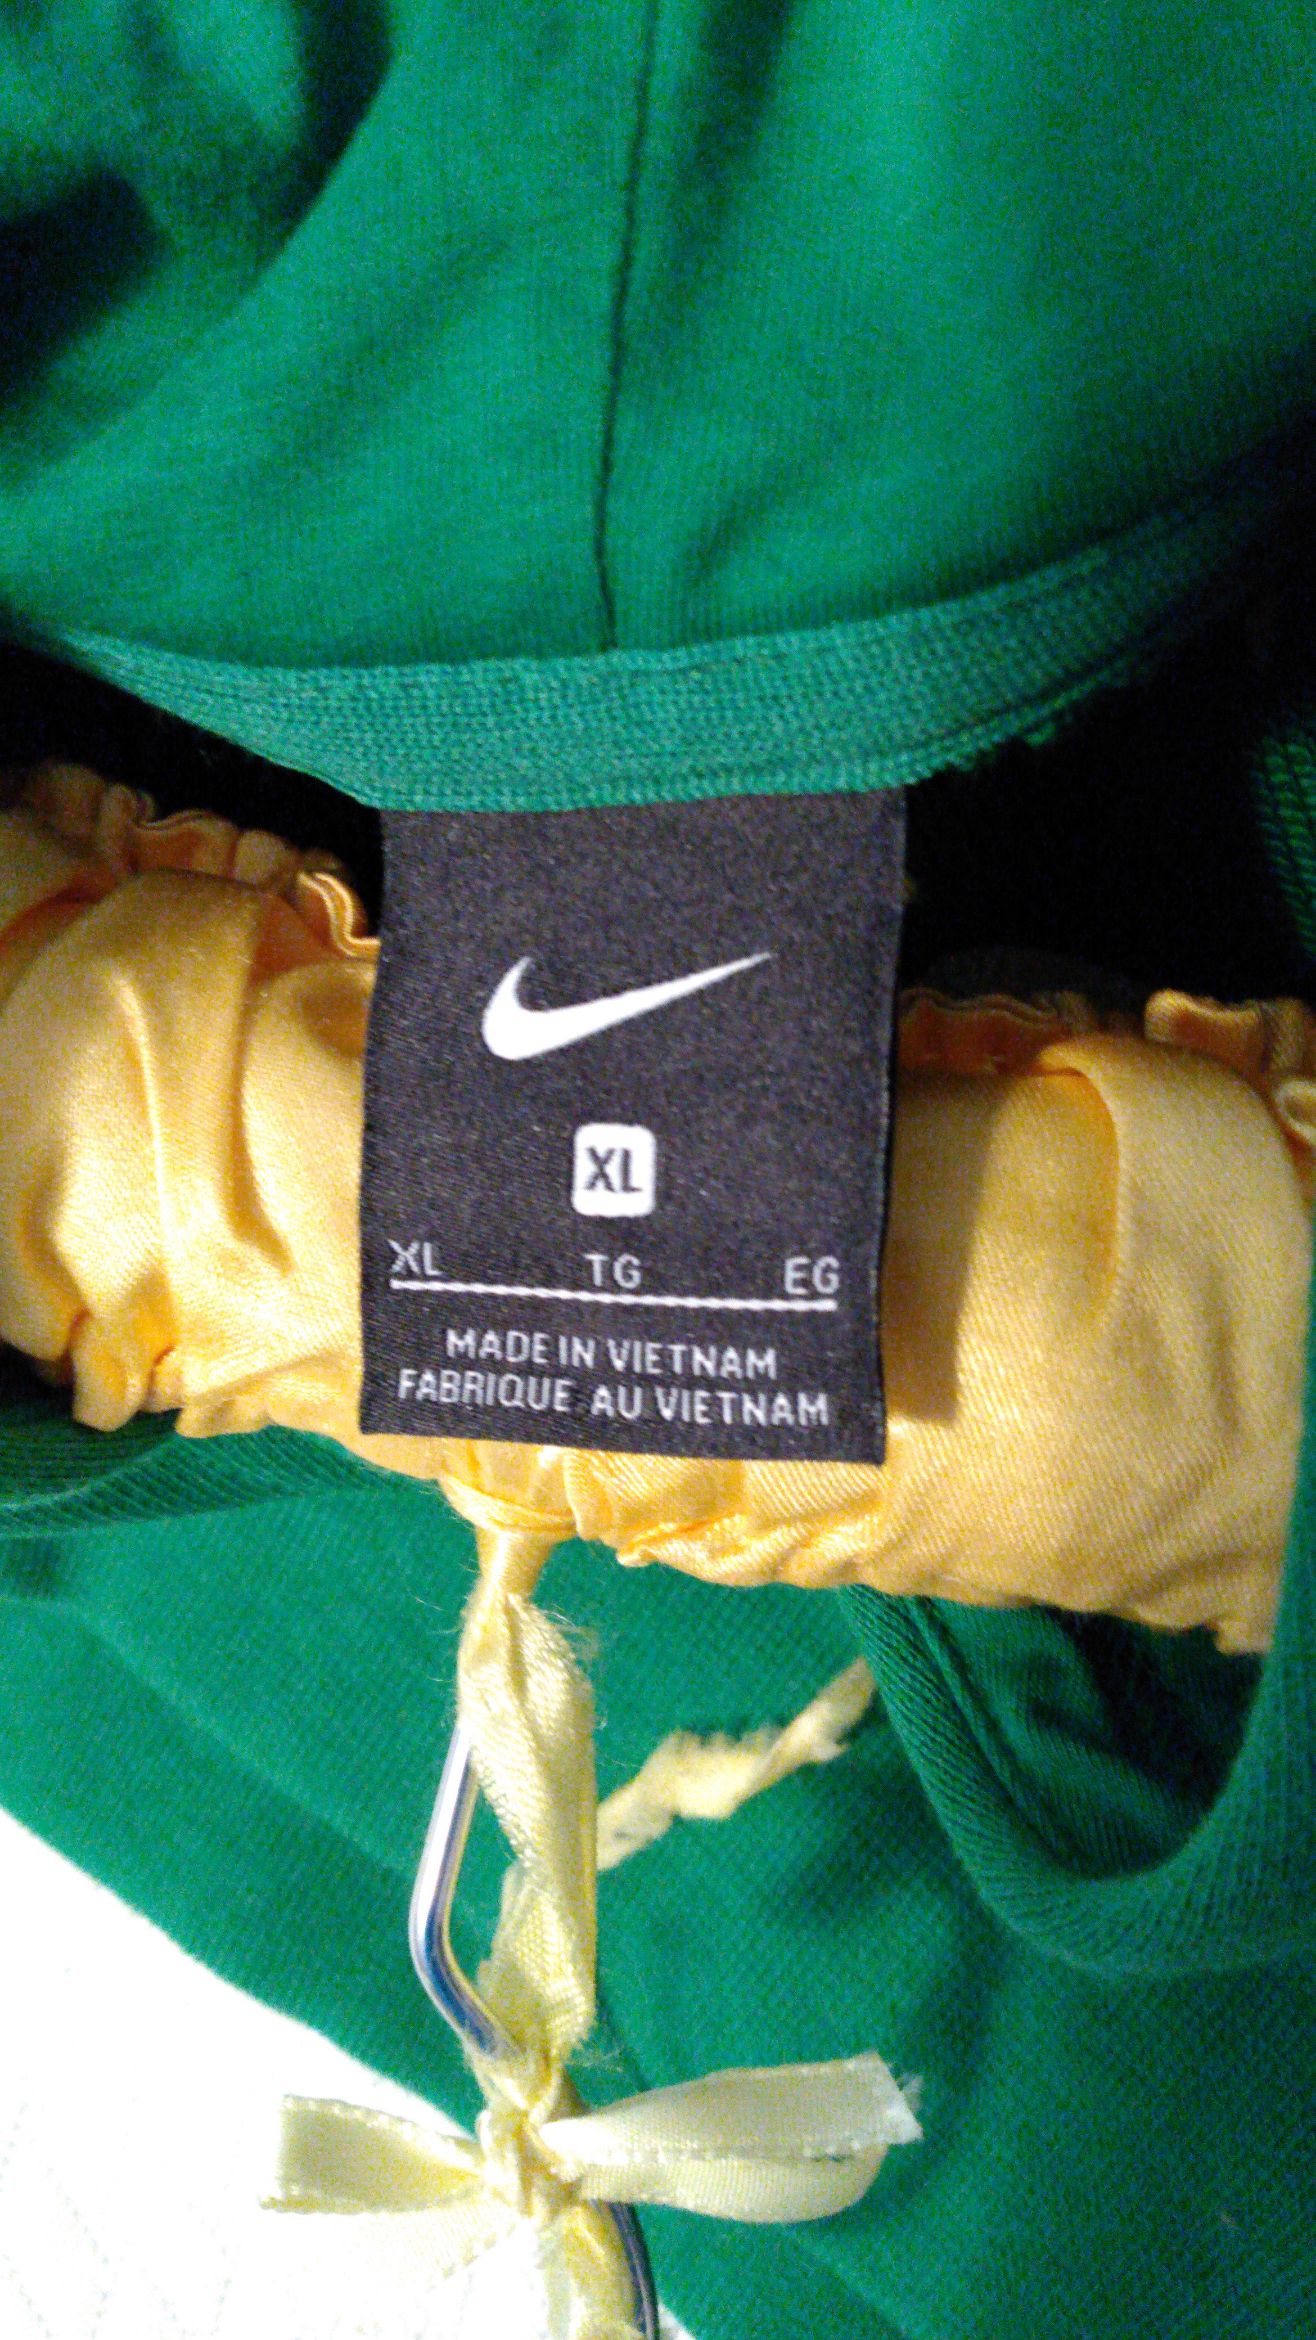 XL
XL TG EG
MADE IN VIETNAM
FABRIQUE AU VIETNAM